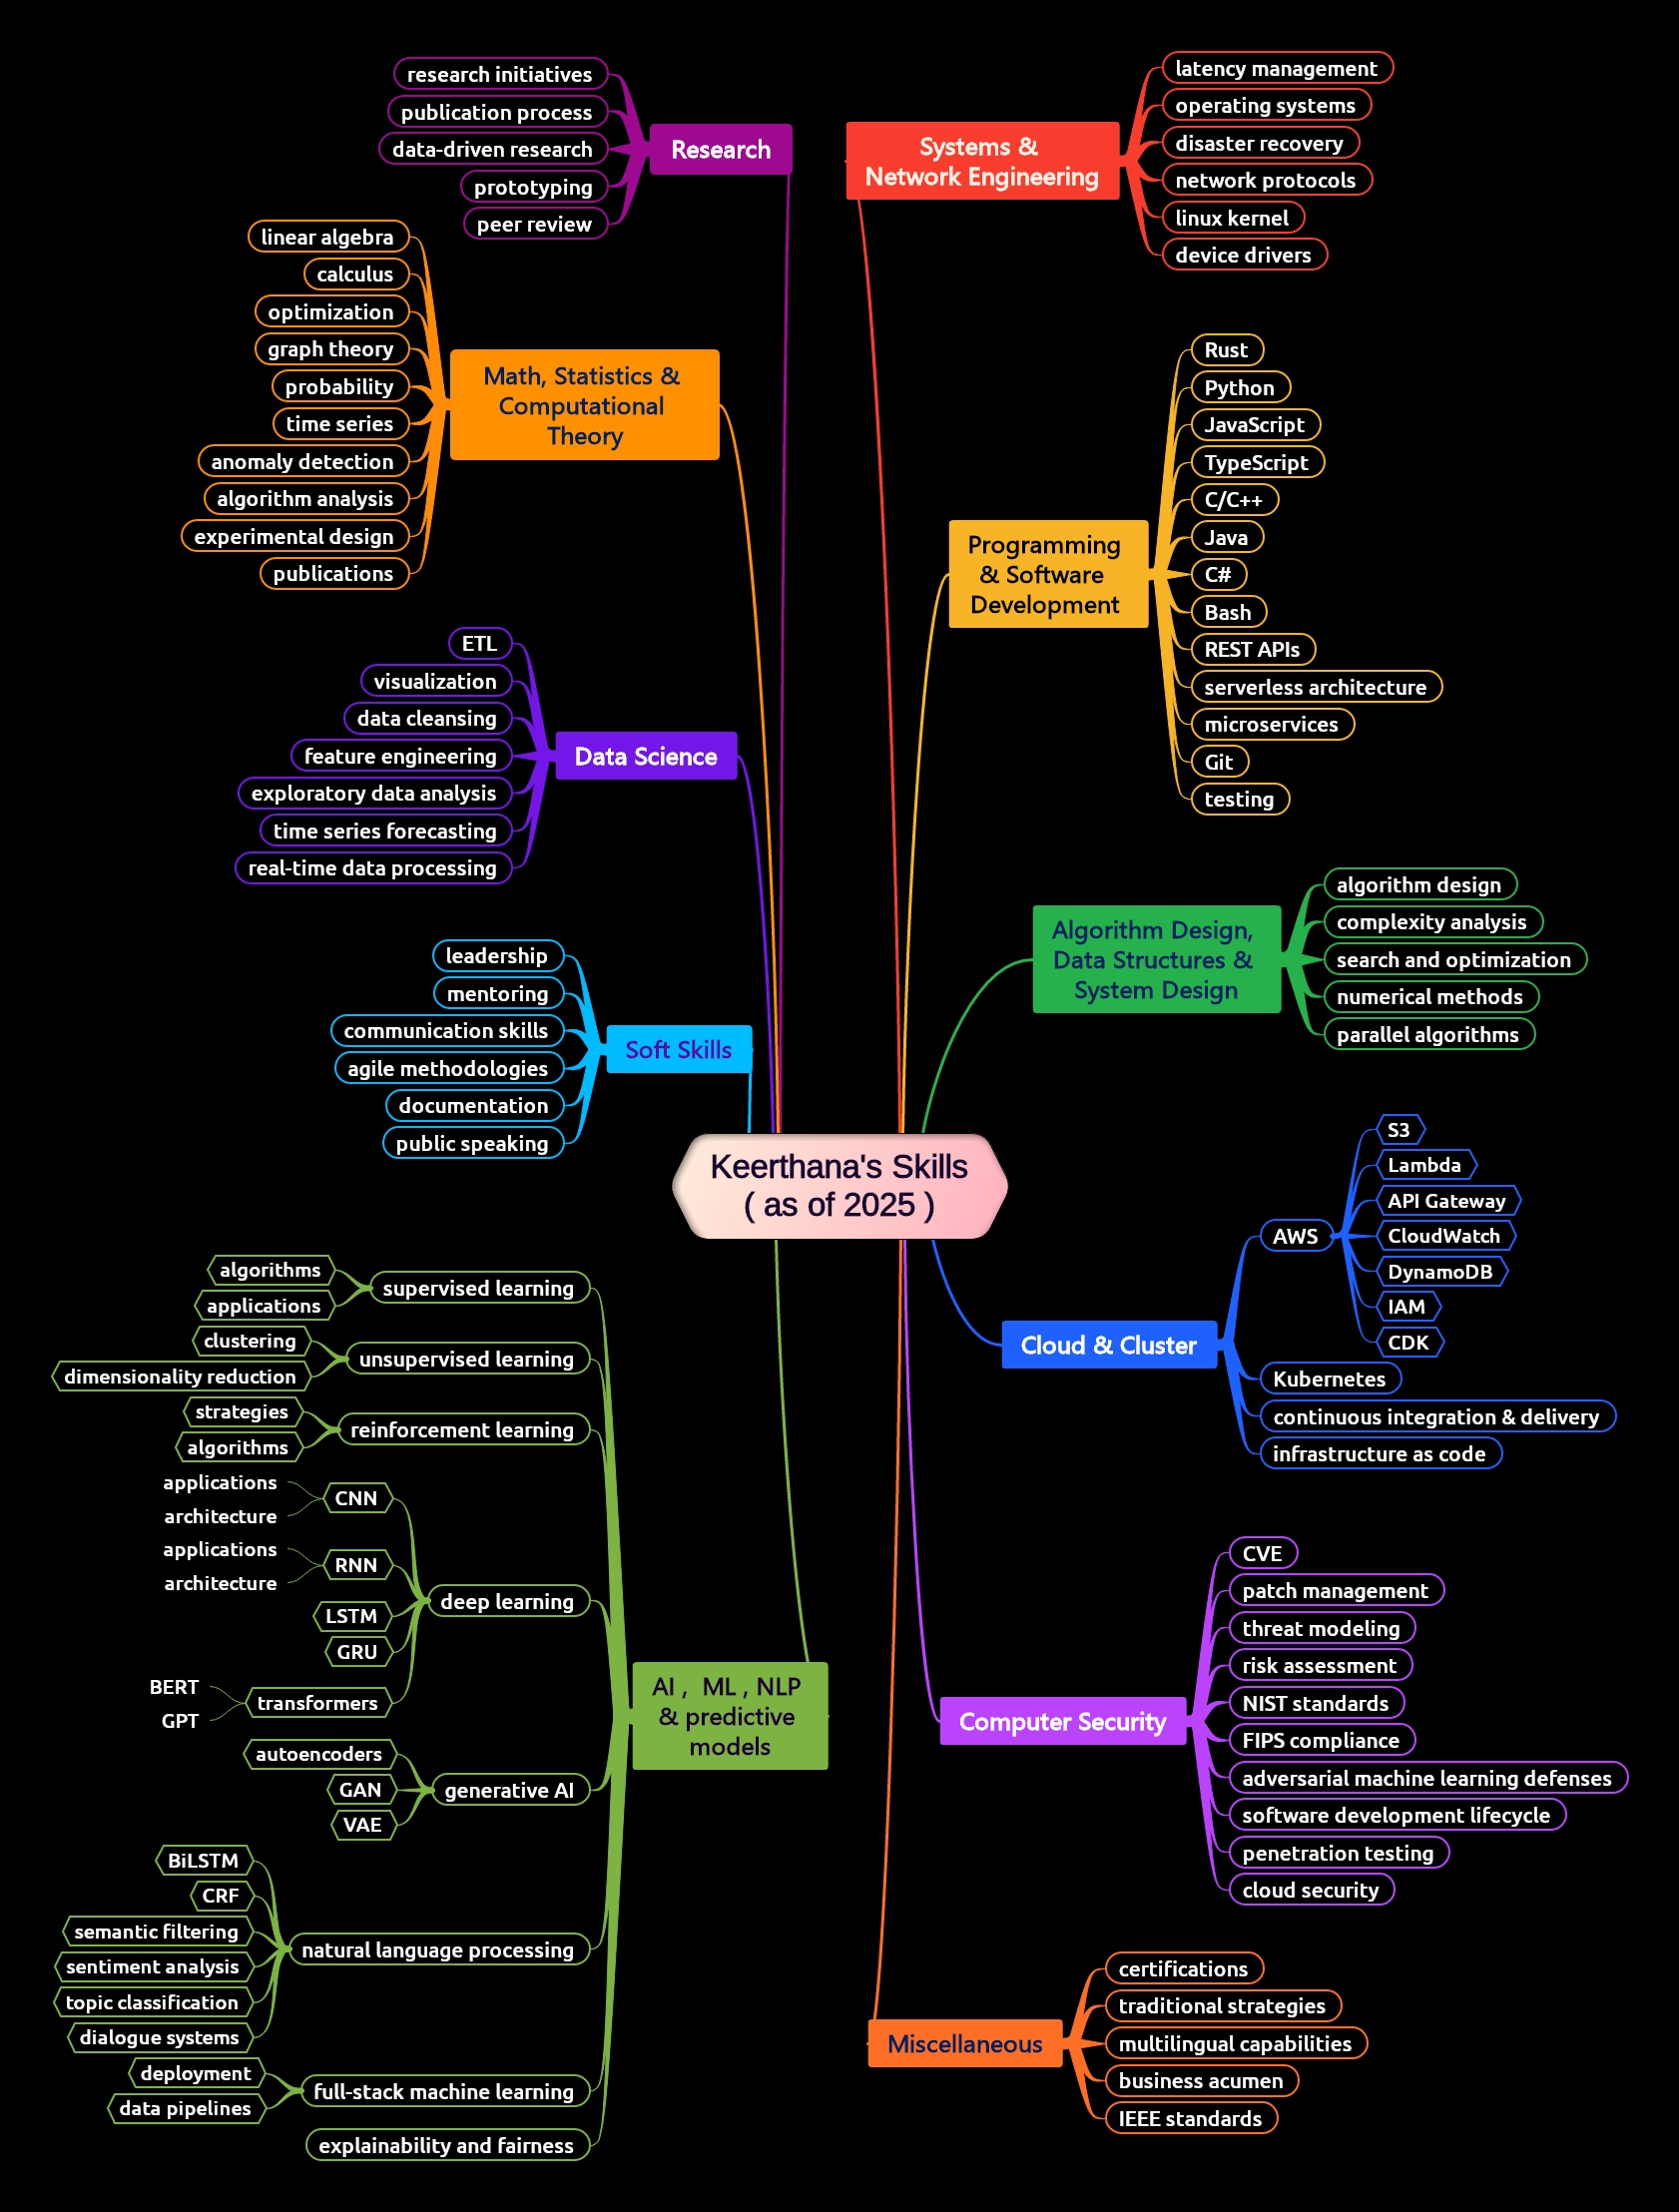 Keerthana's Skills
( as of 2025 )
Research
research initiatives
publication process
data-driven research
prototyping
peer review
Math, Statistics &
Computational
Theory
linear algebra
calculus
optimization
graph theory
probability
time series
anomaly detection
algorithm analysis
experimental design
publications
Data Science
ETL
visualization
data cleansing
feature engineering
exploratory data analysis
time series forecasting
real-time data processing
Soft Skills
leadership
mentoring
communication skills
agile methodologies
documentation
public speaking
AI ,  ML , NLP
& predictive
models
supervised learning
algorithms
applications
unsupervised learning
clustering
dimensionality reduction
reinforcement learning
strategies
algorithms
deep learning
CNN
applications
architecture
RNN
applications
architecture
LSTM
GRU
transformers
BERT
GPT
generative AI
autoencoders
GAN
VAE
natural language processing
BiLSTM
CRF
semantic filtering
sentiment analysis
topic classification
dialogue systems
full-stack machine learning
deployment
data pipelines
explainability and fairness
Systems &
Network Engineering
latency management
operating systems
disaster recovery
network protocols
linux kernel
device drivers
Programming
& Software
Development
Rust
Python
JavaScript
TypeScript
C/C++
Java
C#
Bash
REST APIs
serverless architecture
microservices
Git
testing
Algorithm Design,
Data Structures &
System Design
algorithm design
complexity analysis
search and optimization
numerical methods
parallel algorithms
Cloud & Cluster
AWS
S3
Lambda
API Gateway
CloudWatch
DynamoDB
IAM
CDK
Kubernetes
continuous integration & delivery
infrastructure as code
Computer Security
CVE
patch management
threat modeling
risk assessment
NIST standards
FIPS compliance
adversarial machine learning defenses
software development lifecycle
penetration testing
cloud security
Miscellaneous
certifications
traditional strategies
multilingual capabilities
business acumen
IEEE standards